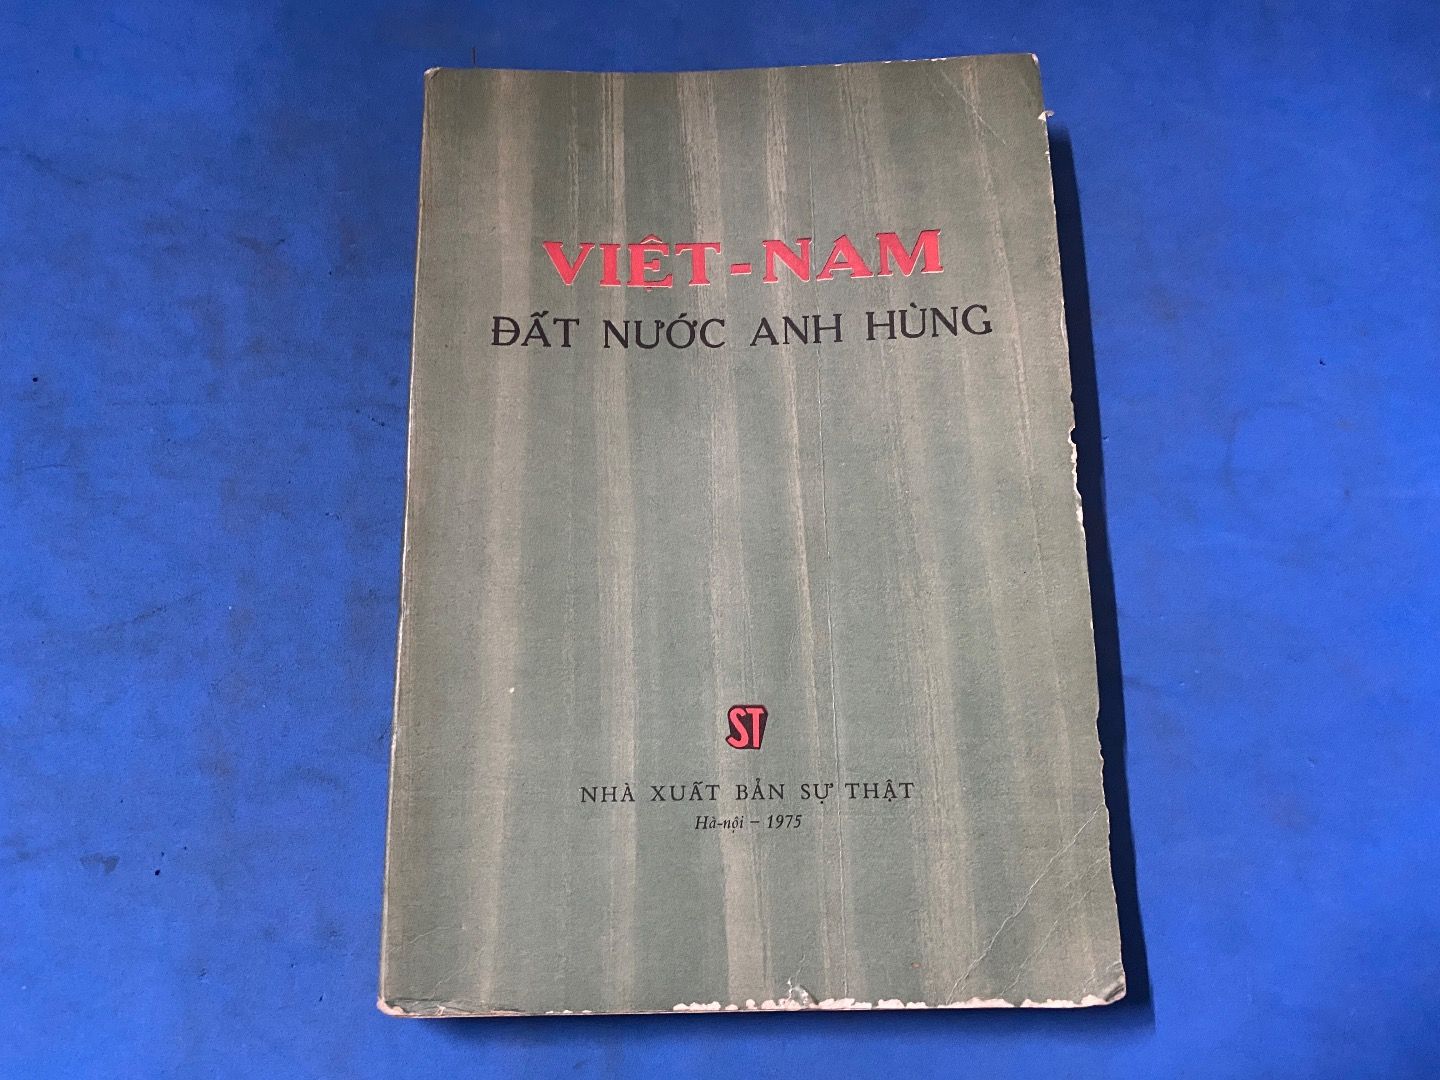 VIỆT-NAM
ĐẤT NƯỚC ANH HÙNG
ST
NHÀ XUẤT BẢN SỰ THẬT
Hà-nội – 1975